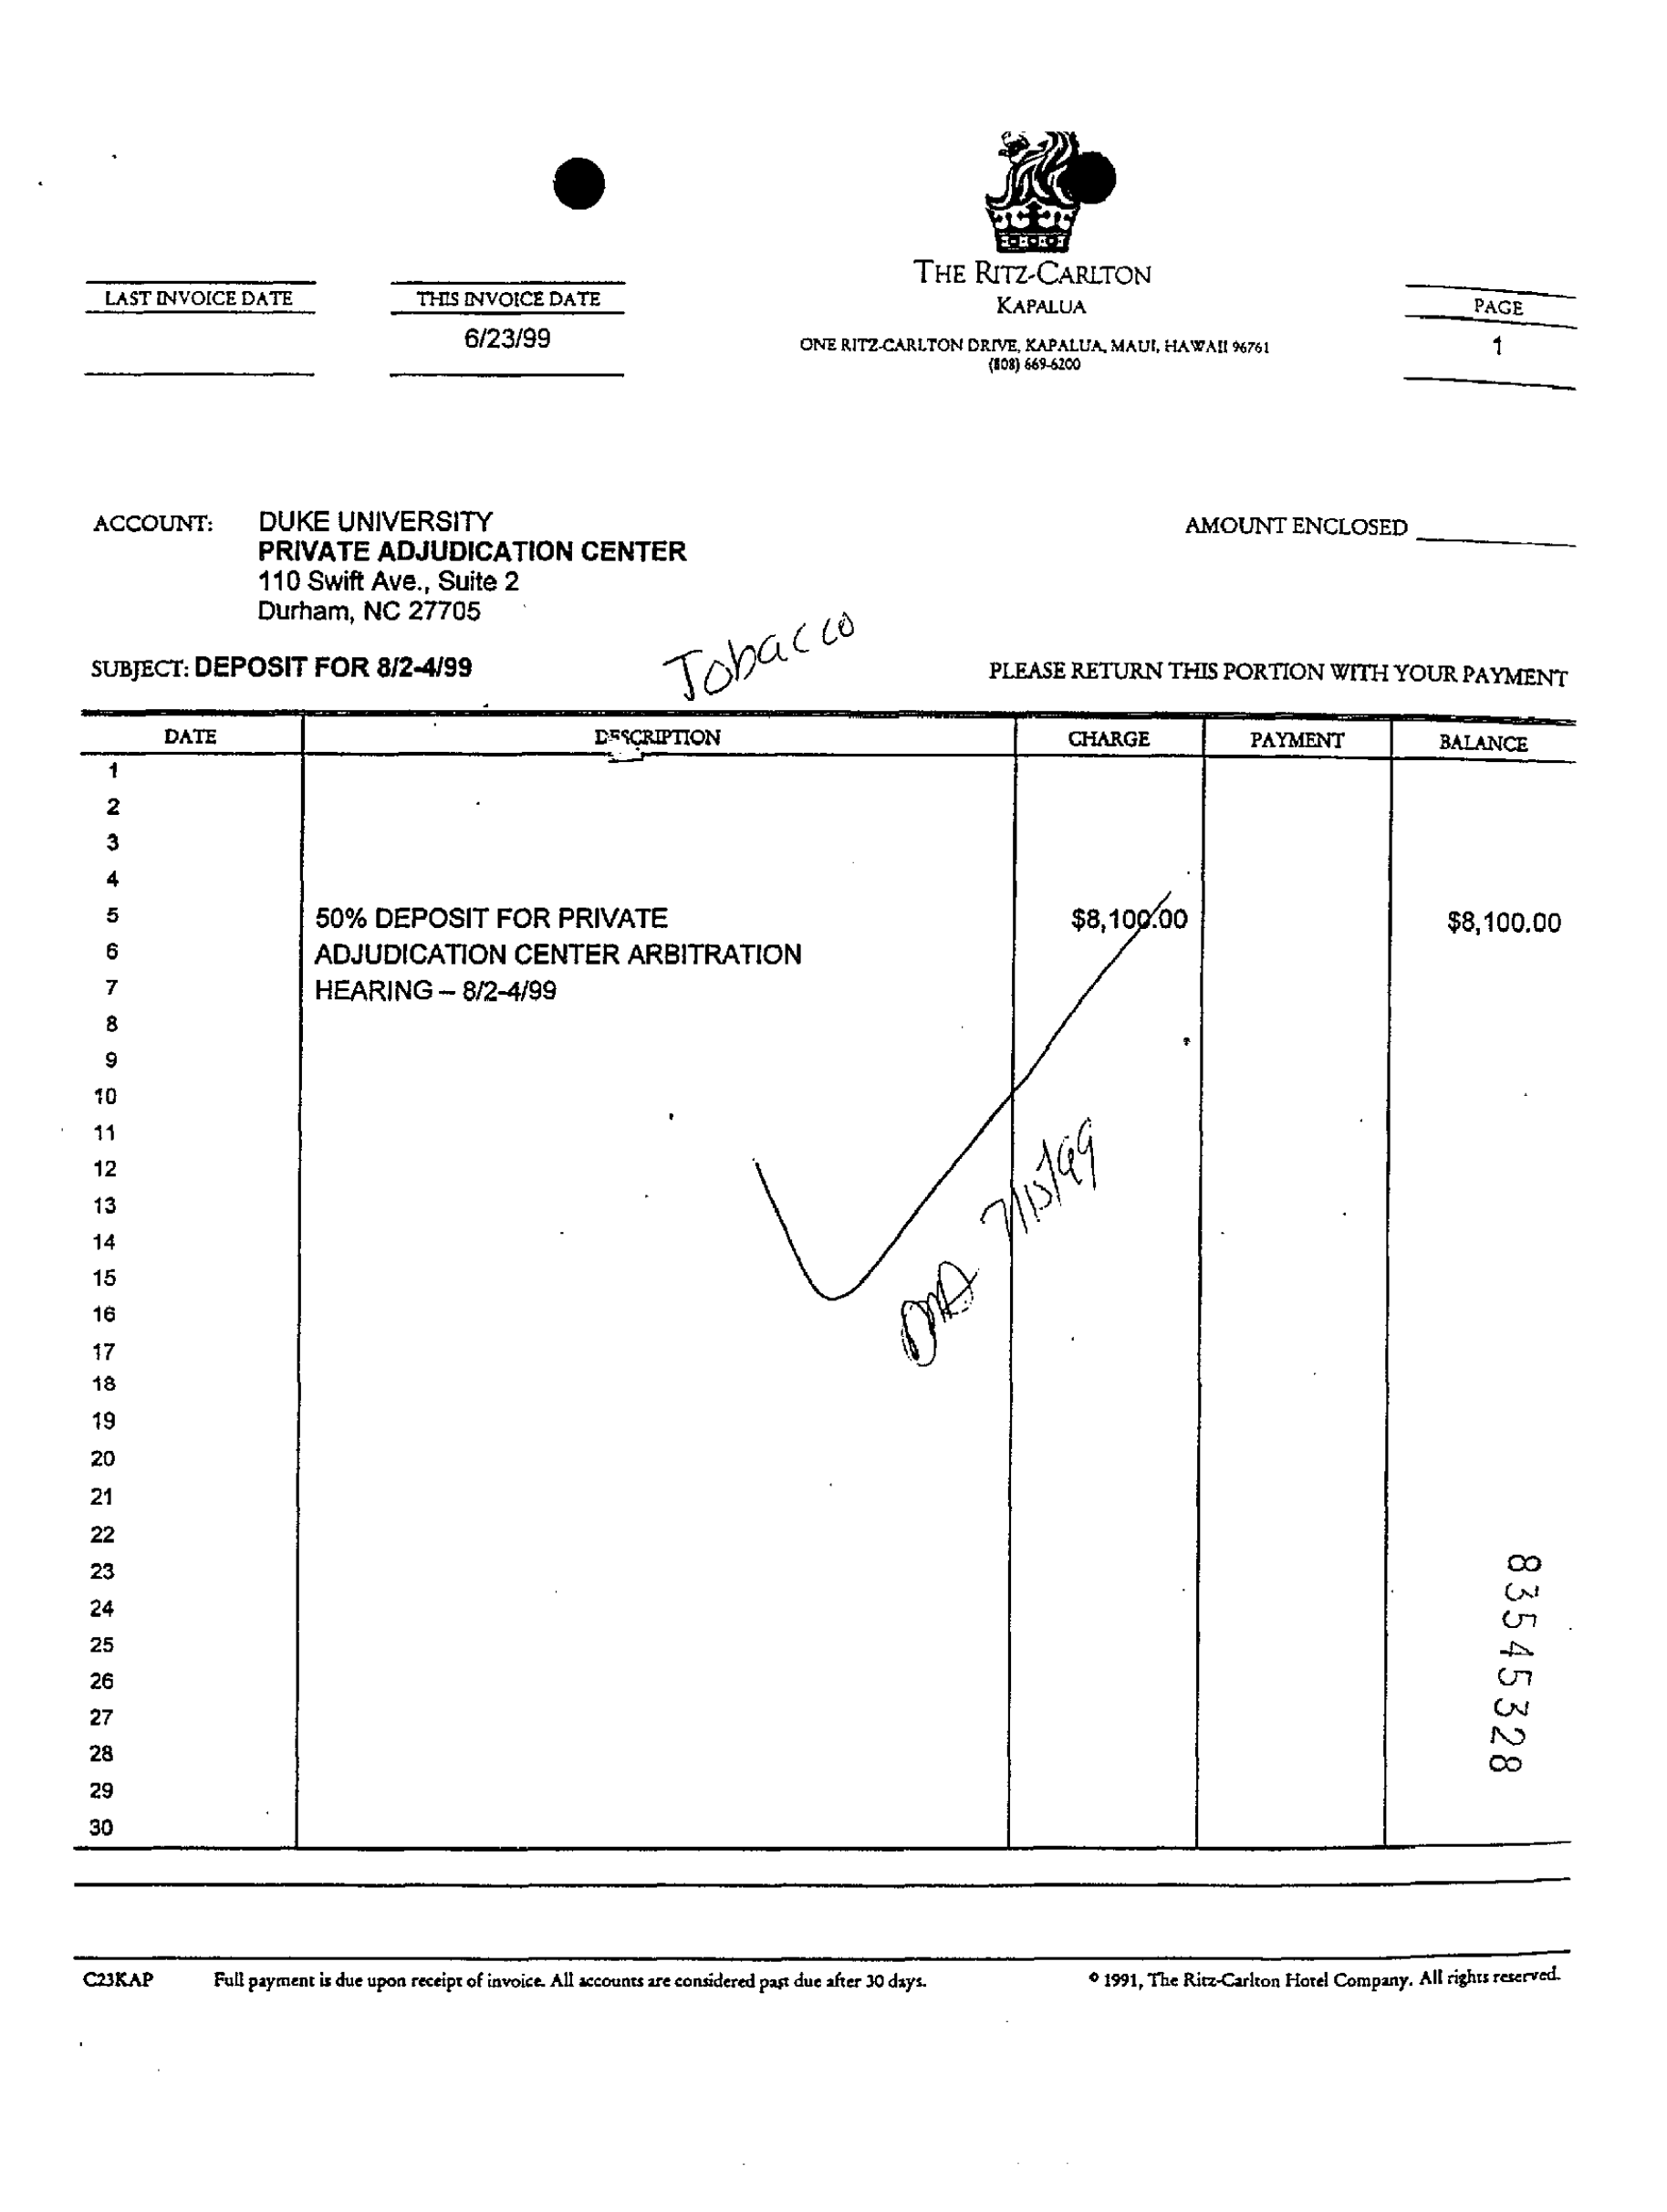 THE RITZ-CARLTON
KAPALUA
ONE RITZ-CARLTON DRIVE, KAPALUA, MAUI, HAWAII 96761
(808) 669-6200
LAST INVOICE DATE
THIS INVOICE DATE
6/23/99
PAGE
1
ACCOUNT: DUKE UNIVERSITY
PRIVATE ADJUDICATION CENTER
110 Swift Ave., Suite 2
Durham, NC 27705
AMOUNT ENCLOSED
Tobacco
SUBJECT: DEPOSIT FOR 8/2-4/99
PLEASE RETURN THIS PORTION WITH YOUR PAYMENT
DATE DESCRIPTION CHARGE PAYMENT BALANCE
1
2
3
4
5 50% DEPOSIT FOR PRIVATE $8,100.00 $8,100.00
6 ADJUDICATION CENTER ARBITRATION
7 HEARING – 8/2-4/99
8
9
10
11
12
13
7/15/99
14
15
16
17
18
19
20
21
22
23
24
25
26
27
28
29
30
83545328
C23KAP Full payment is due upon receipt of invoice. All accounts are considered past due after 30 days. © 1991, The Ritz-Carlton Hotel Company. All rights reserved.